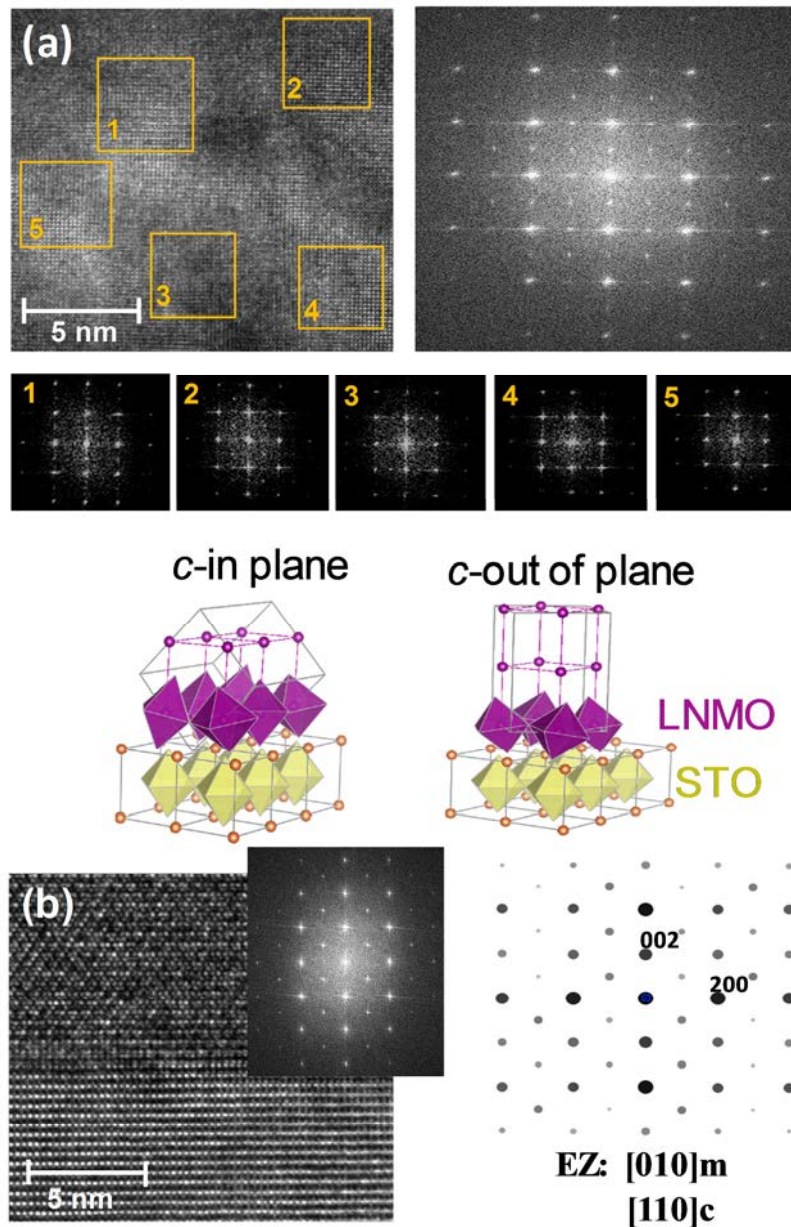 (a)
1
2
5
3
4
5 nm
1
2
3
4
5
c-in plane
c-out of plane
LNMO
STO
(b)
002
200
5 nm
EZ: [010]m
[110]c